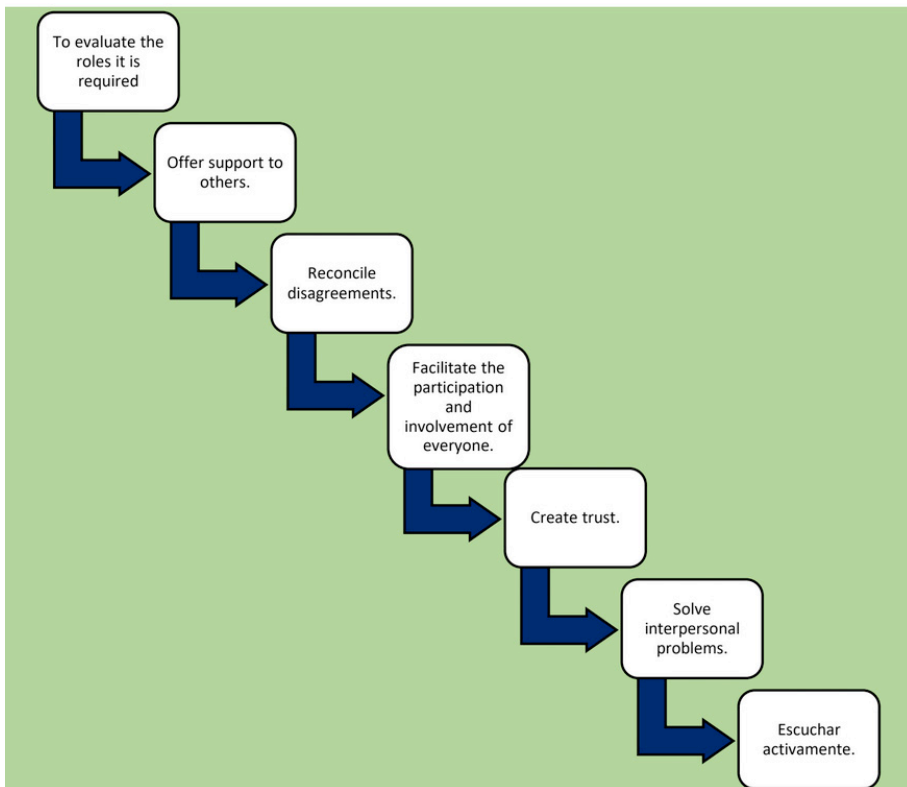 To evaluate the
roles it is
required
Offer support to
others.
Reconcile
disagreements.
Facilitate the
participation
and
involvement of
everyone.
Create trust.
Solve
interpersonal
problems.
Escuchar
activamente.